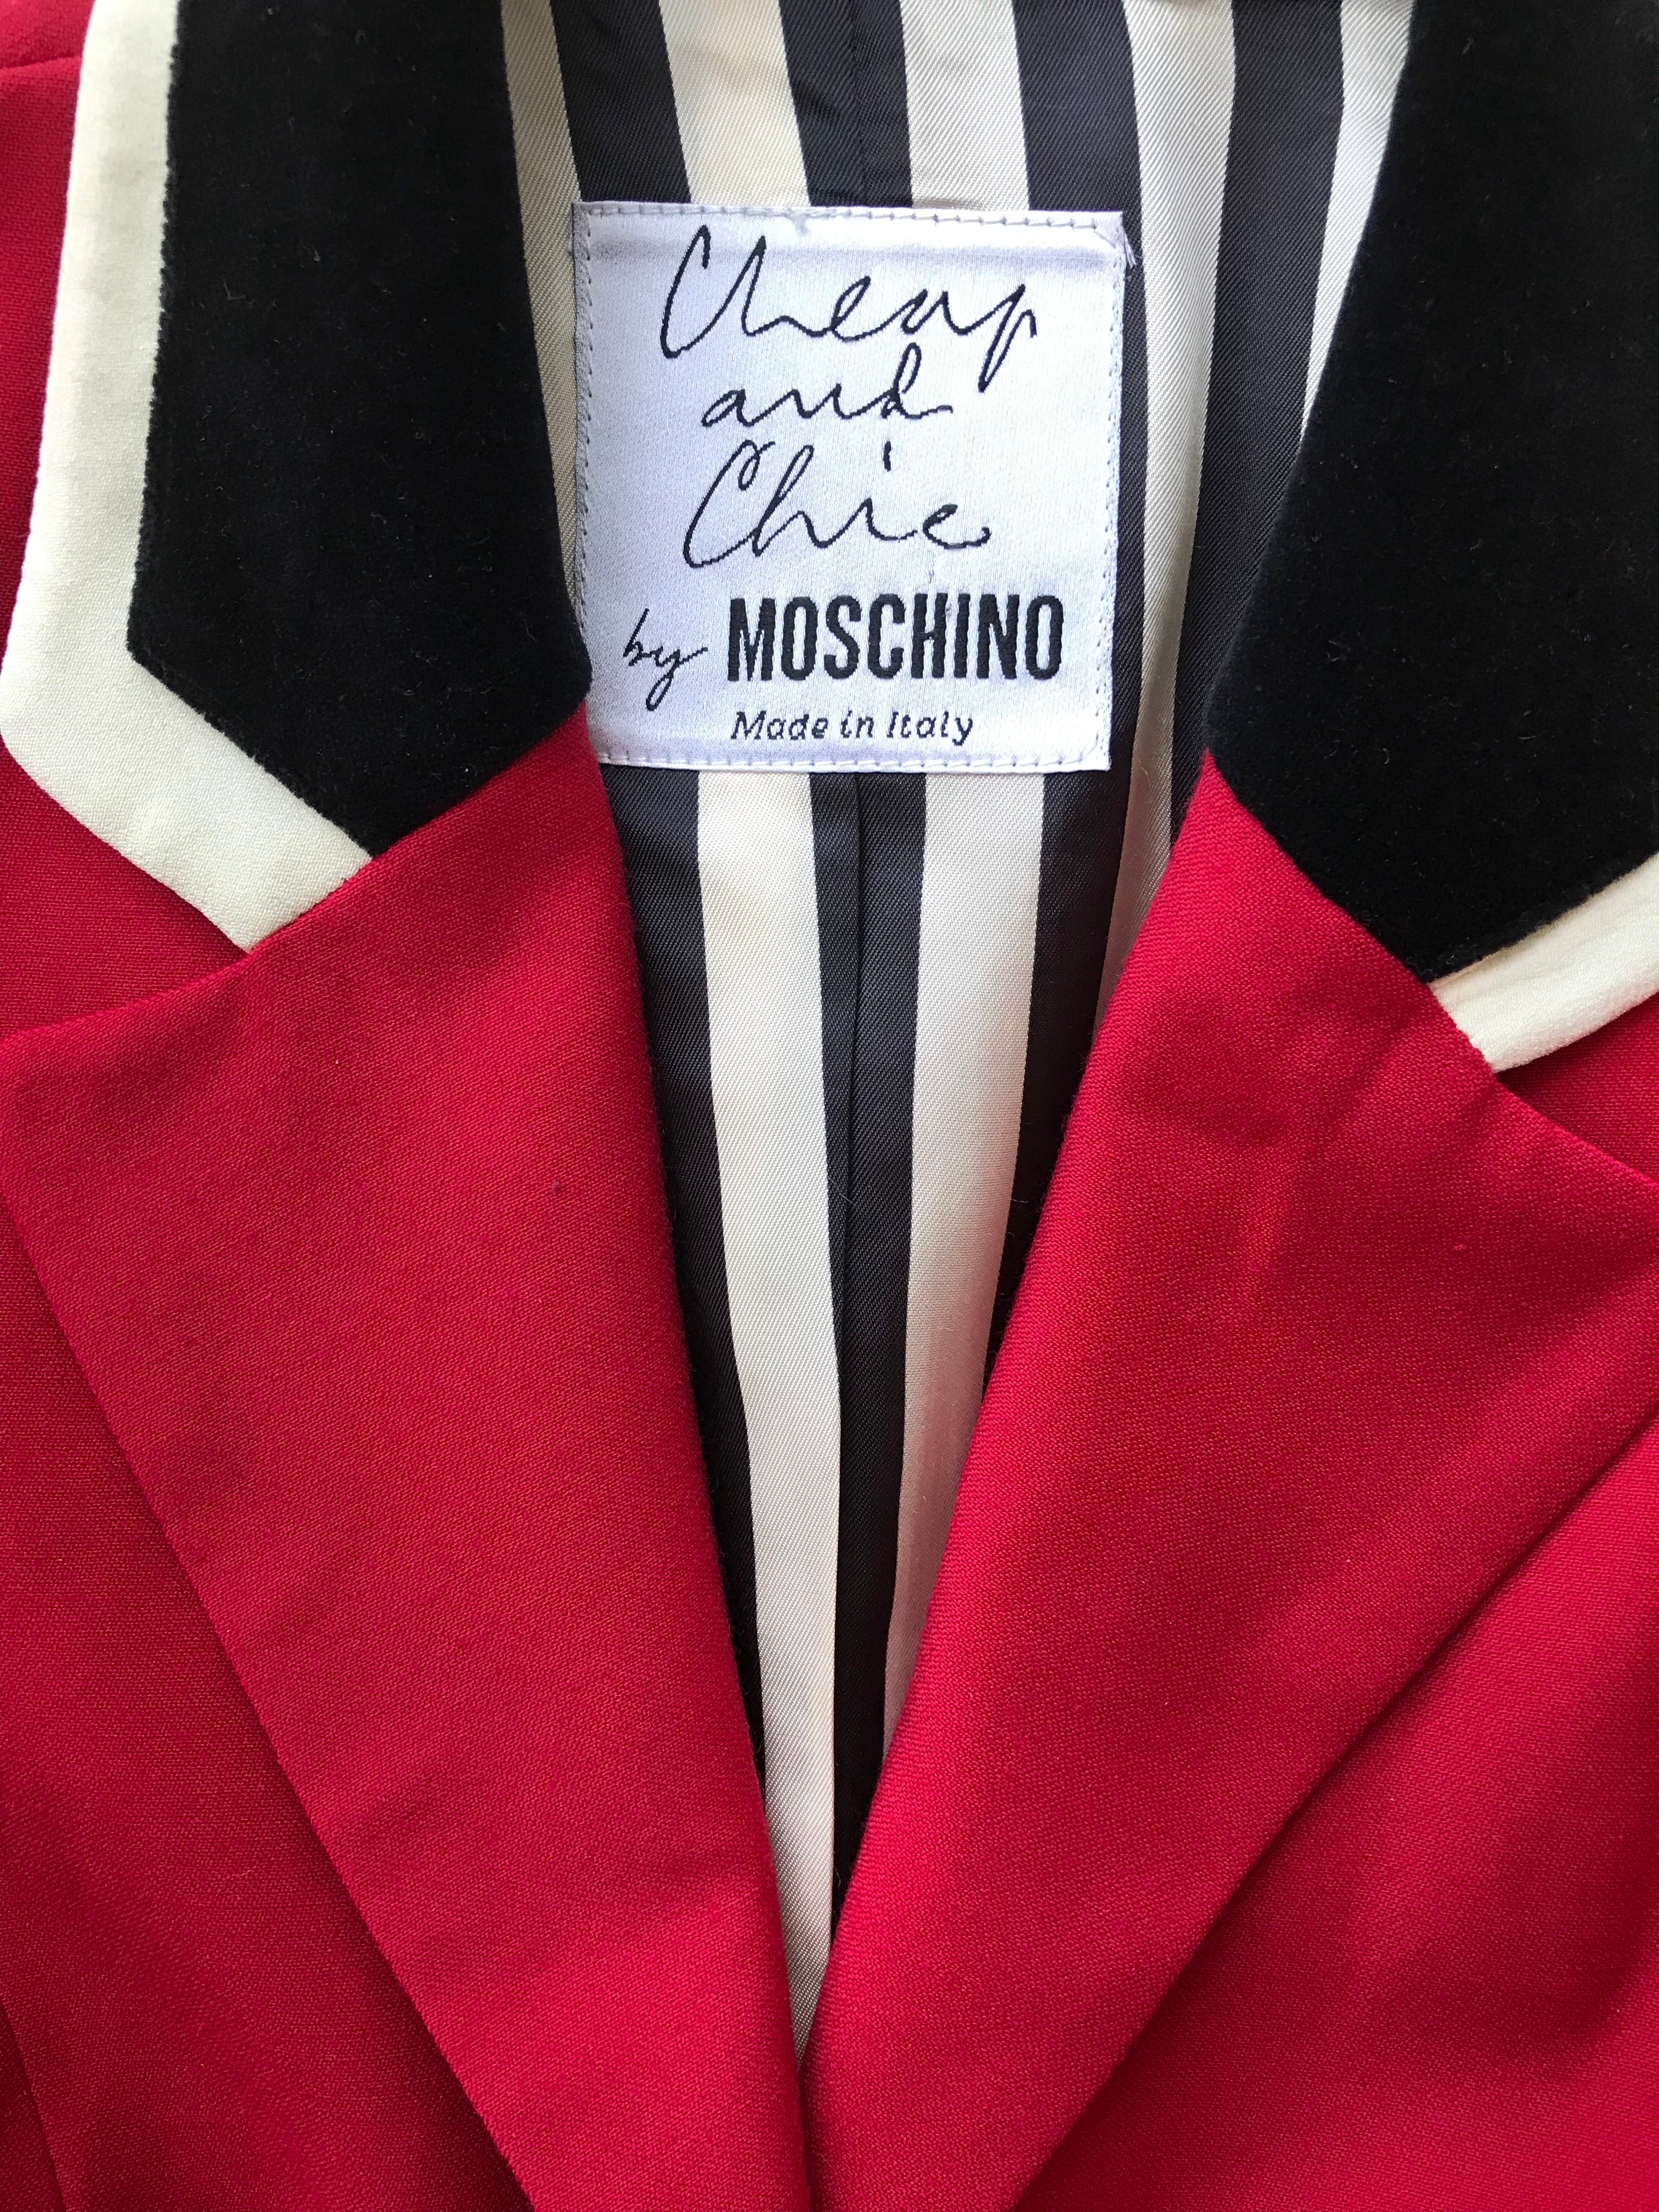 Cheap
and
Chic
by MOSCHINO
Made in Italy